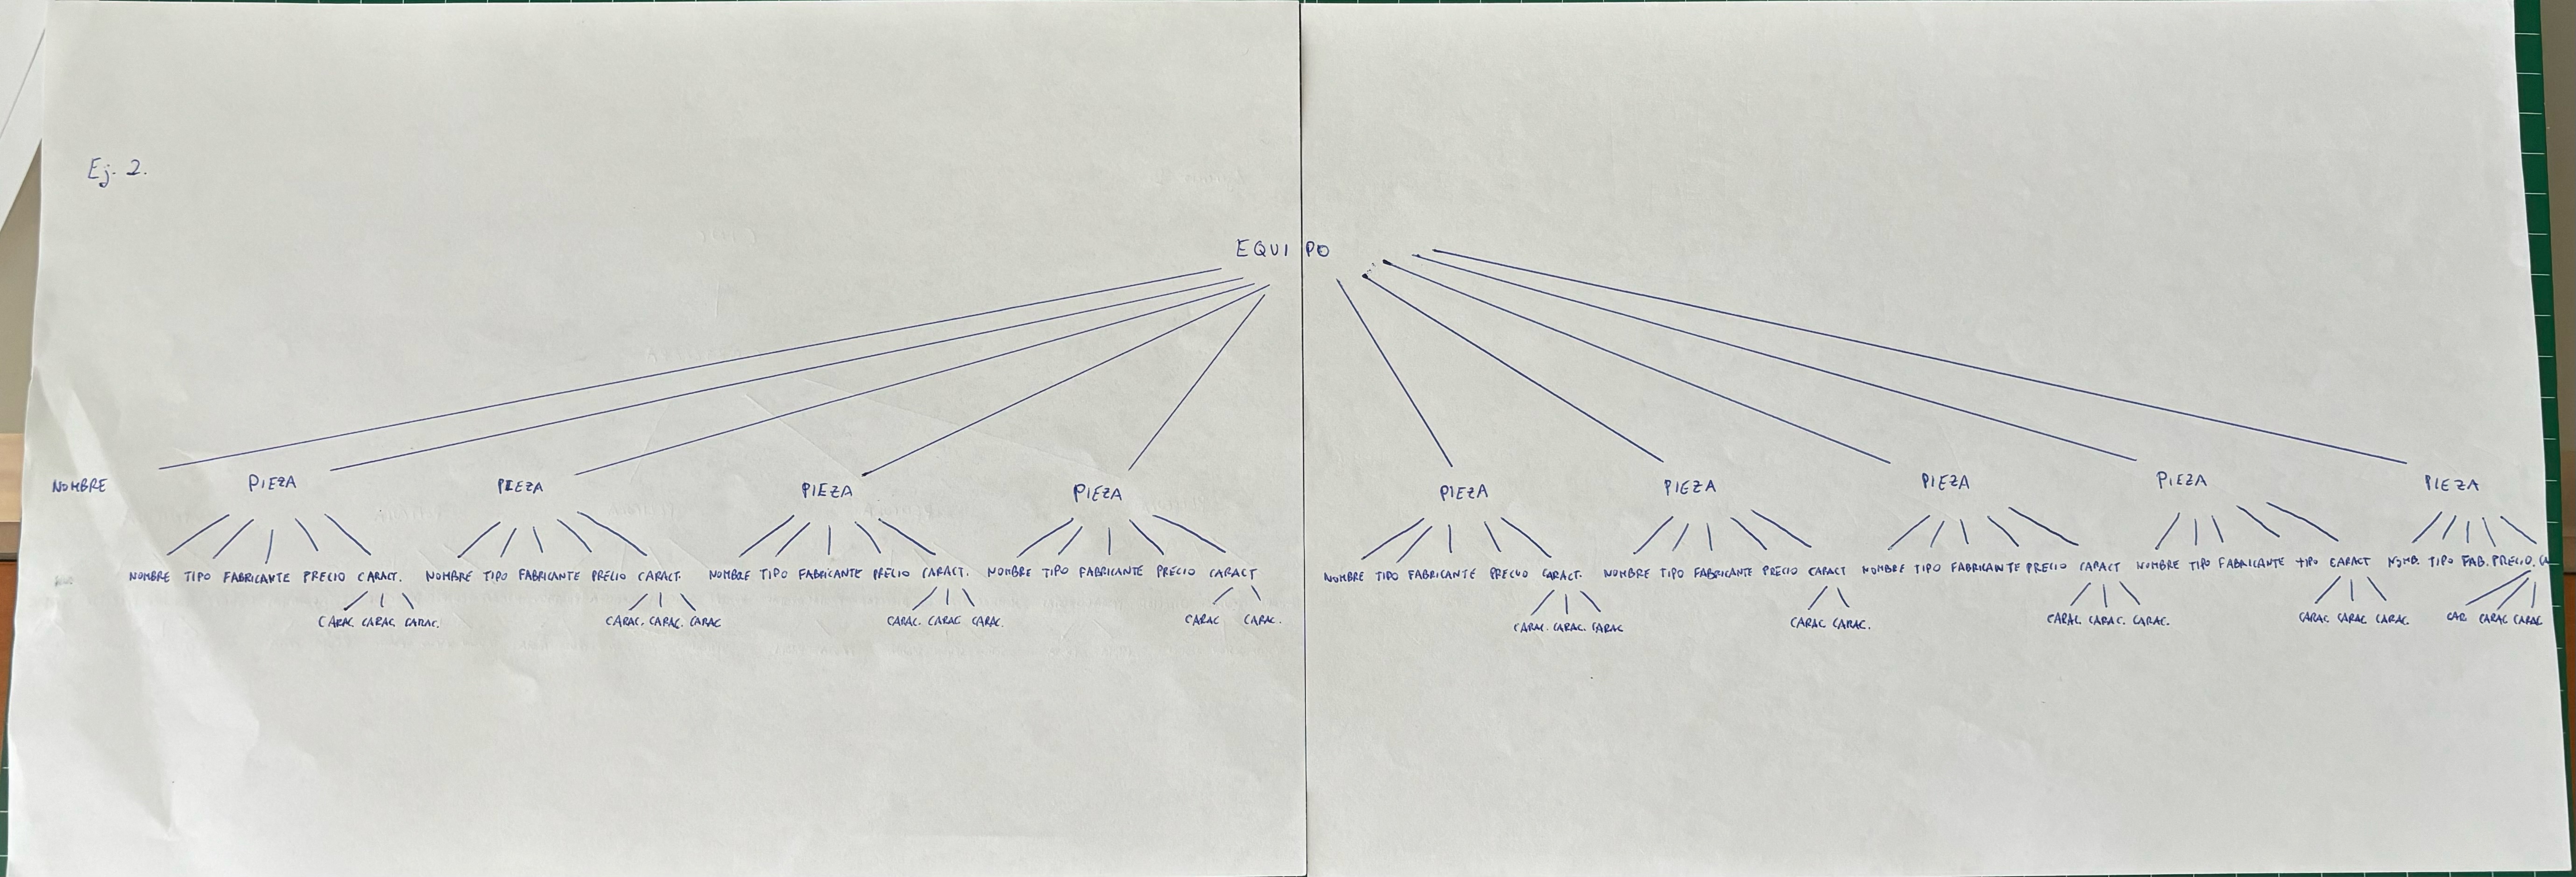 Ej. 2.
EQUIPO
NOMBRE PIEZA PIEZA PIEZA PIEZA PIEZA PIEZA PIEZA PIEZA PIEZA
NOMBRE TIPO FABRICANTE PRECIO CARACT. NOMBRE TIPO FABRICANTE PRECIO CARACT. NOMBRE TIPO FABRICANTE PRECIO CARACT. NOMBRE TIPO FABRICANTE PRECIO CARACT NOMBRE TIPO FABRICANTE PRECUO CARACT. NOMBRE TIPO FABRICANTE PRECIO CARACT NOMBRE TIPO FABRICANTE PRECIO CARACT NOMBRE TIPO FABRICANTE TIPO CARACT NOMB. TIPO FAB. PRECIO. CA
CARAC. CARAC. CARAC. CARAC. CARAC. CARAC CARAC. CARAC CARAC. CARAC CARAC. CARAC. CARAC. CARAC CARAC. CARAC. CARAC. CARAC. CARAC. CARAC. CARAC CARAC. CAR CARAC CARAC